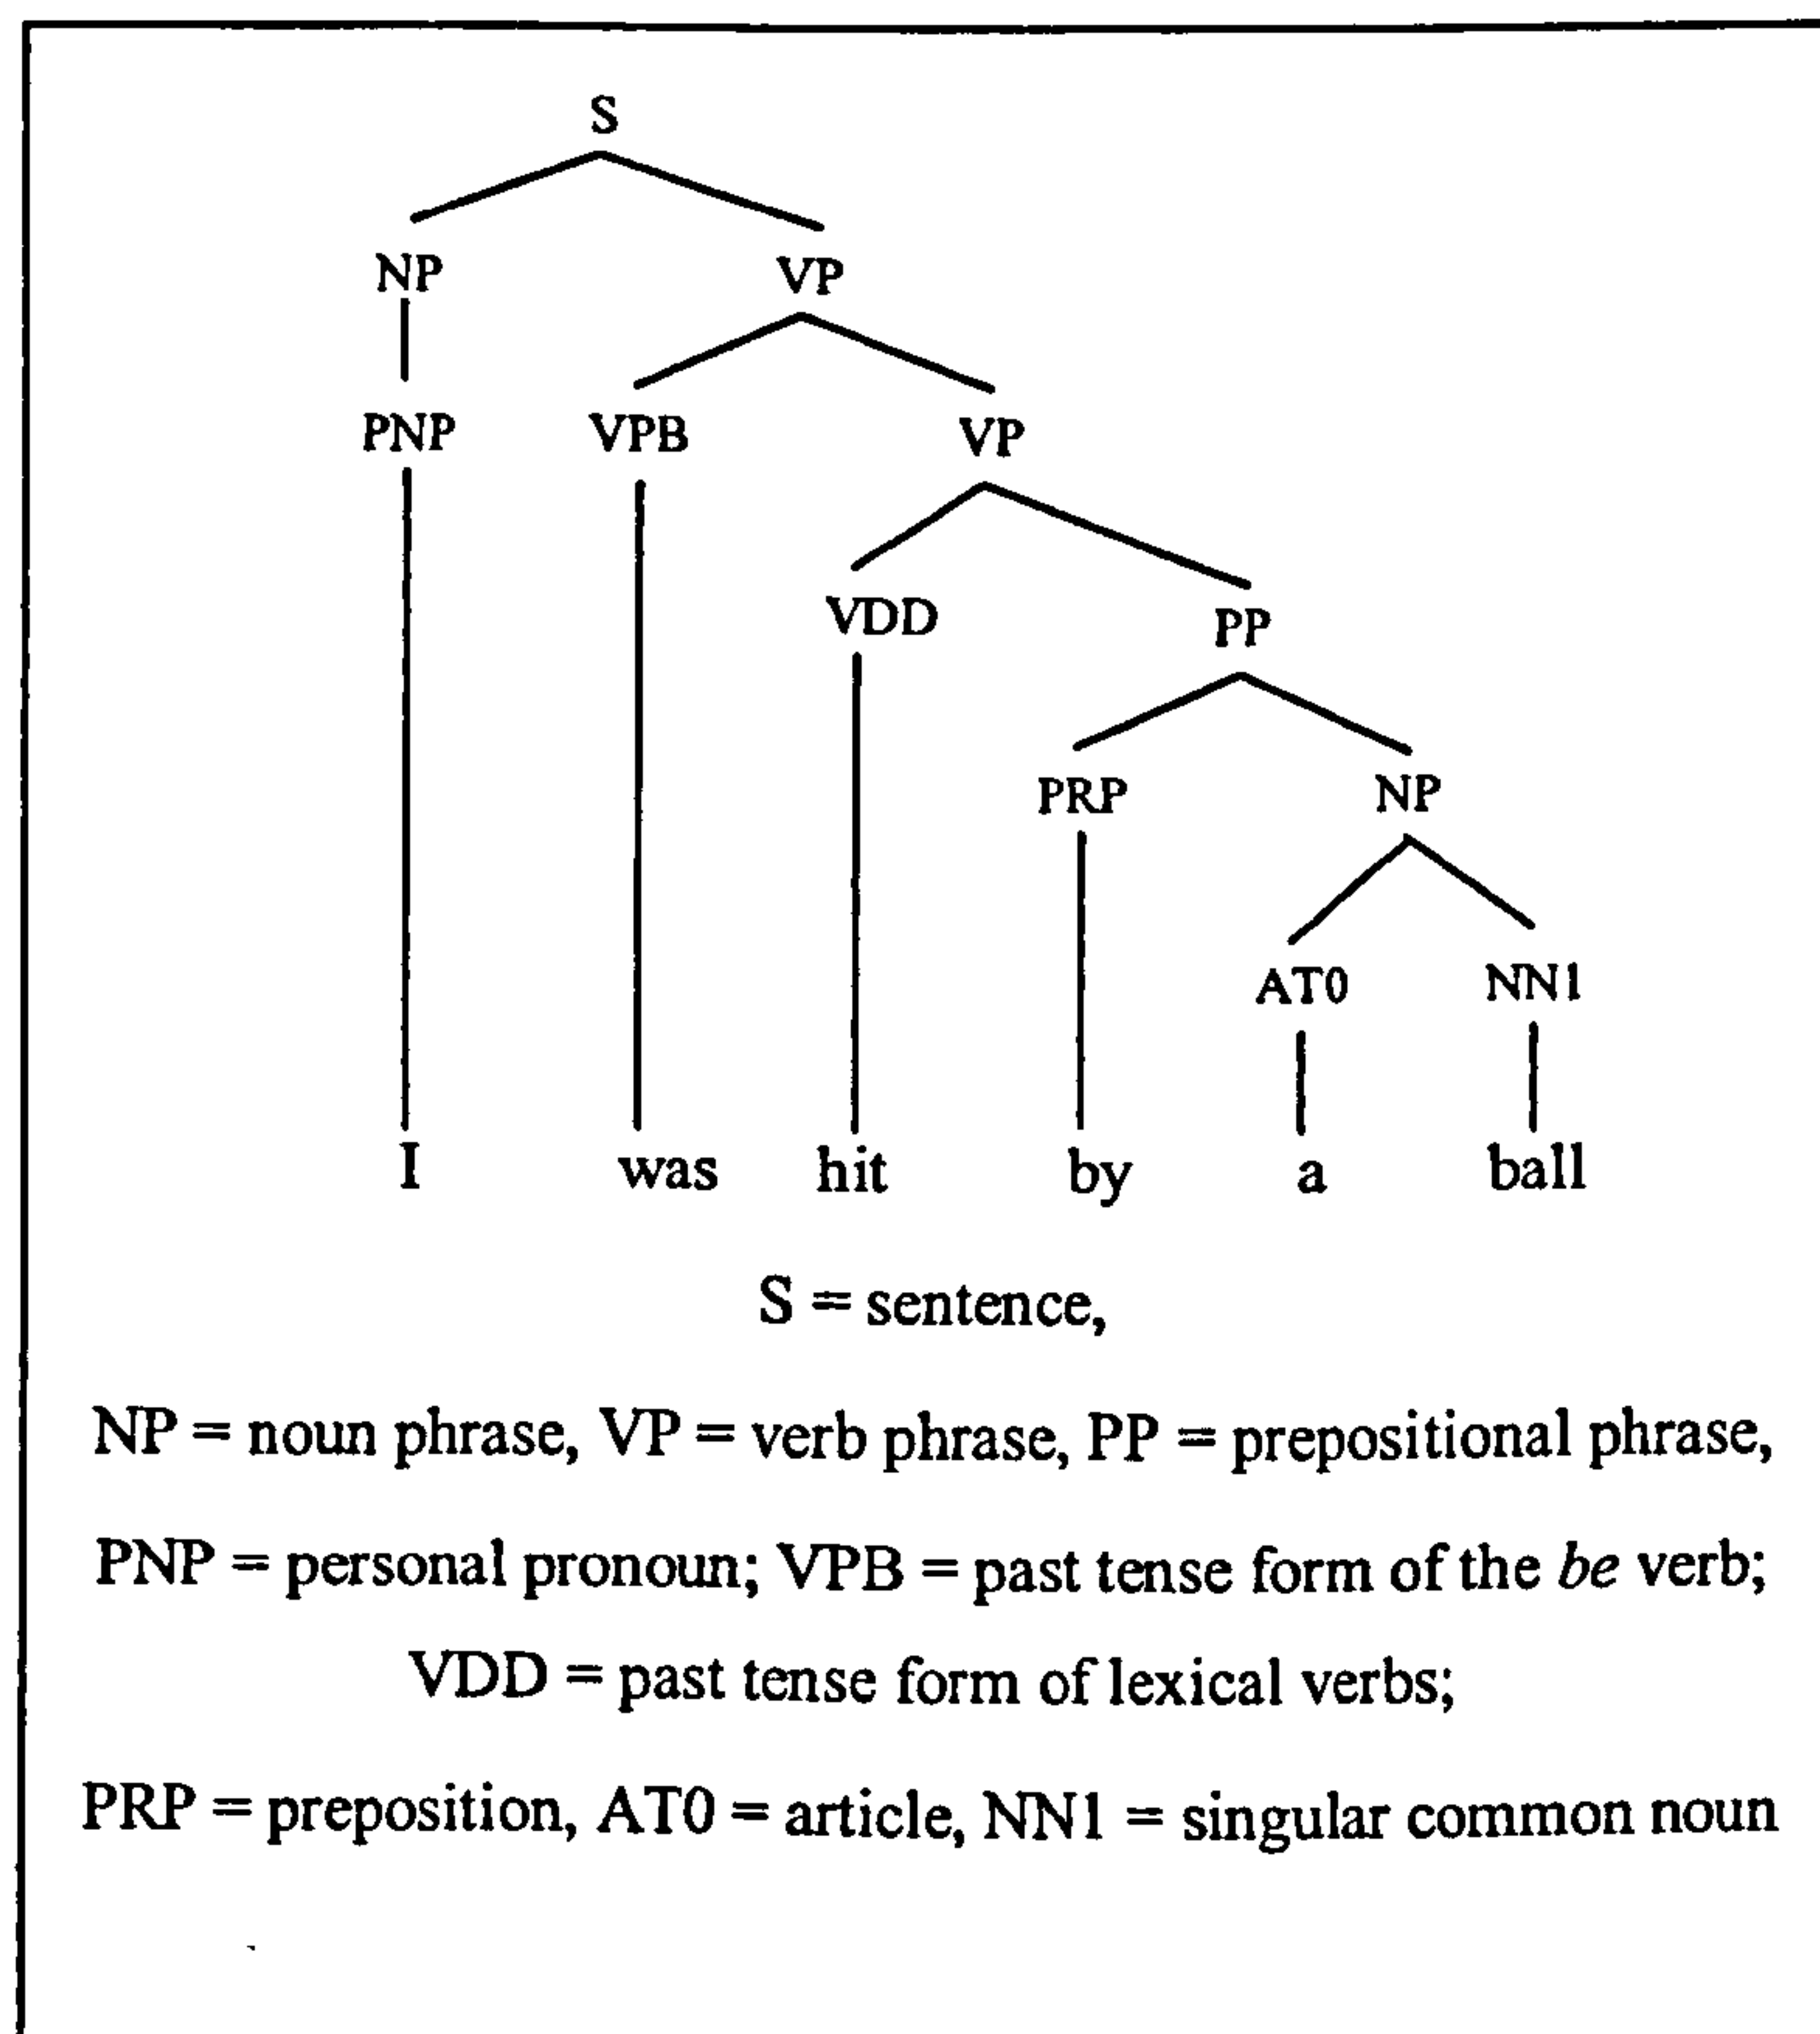 S
NP VP
PNP VPB VP
VDD PP
PRP NP
AT0 NN1
I was hit by a ball
S = sentence,
NP = noun phrase, VP = verb phrase, PP = prepositional phrase,
PNP = personal pronoun; VPB = past tense form of the be verb;
VDD = past tense form of lexical verbs;
PRP = preposition, AT0 = article, NN1 = singular common noun